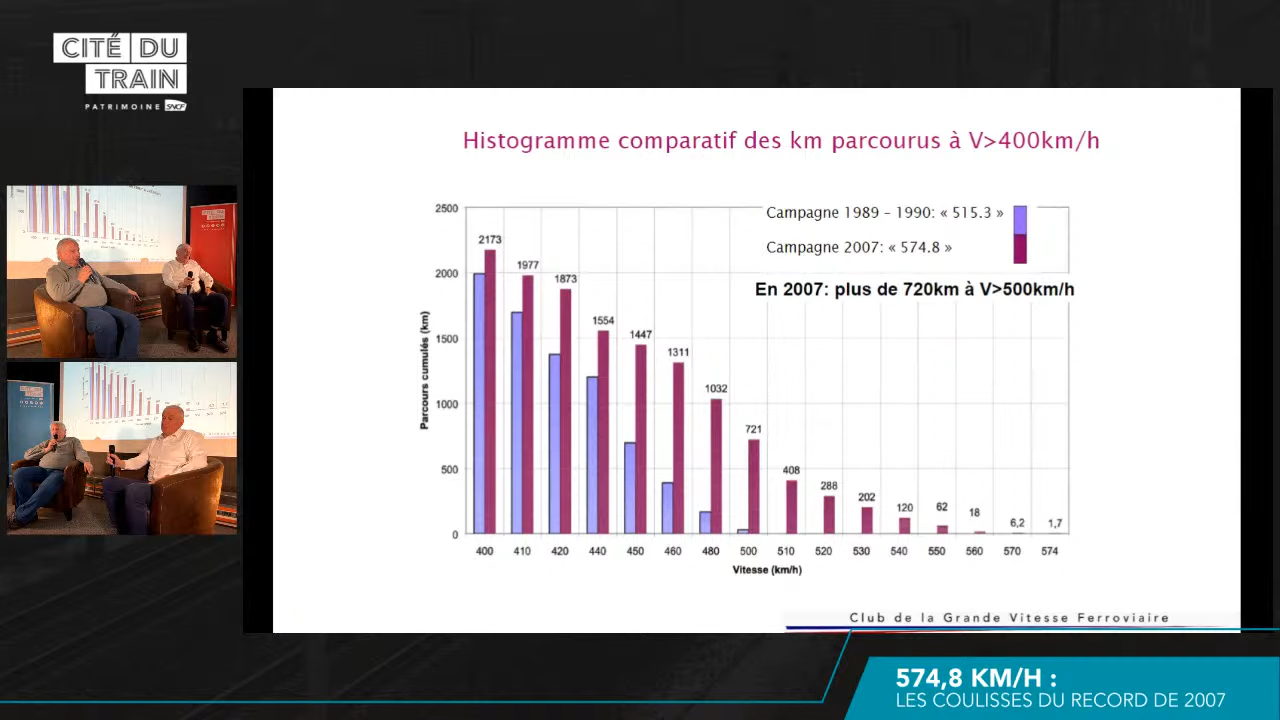 CITÉ DU
TRAIN
PATRIMOINE SNCF
Histogramme comparatif des km parcourus à V>400km/h
Campagne 1989 – 1990: « 515.3 »
Campagne 2007: « 574.8 »
En 2007: plus de 720km à V>500km/h
Parcours cumulés (km)
2500
2000
1500
1000
500
0
2173
1977
1873
1554
1447
1311
1032
721
408
288
202
120
62
18
6,2
1,7
400 410 420 440 450 460 480 500 510 520 530 540 550 560 570 574
Vitesse (km/h)
Club de la Grande Vitesse Ferroviaire
574,8 KM/H :
LES COULISSES DU RECORD DE 2007